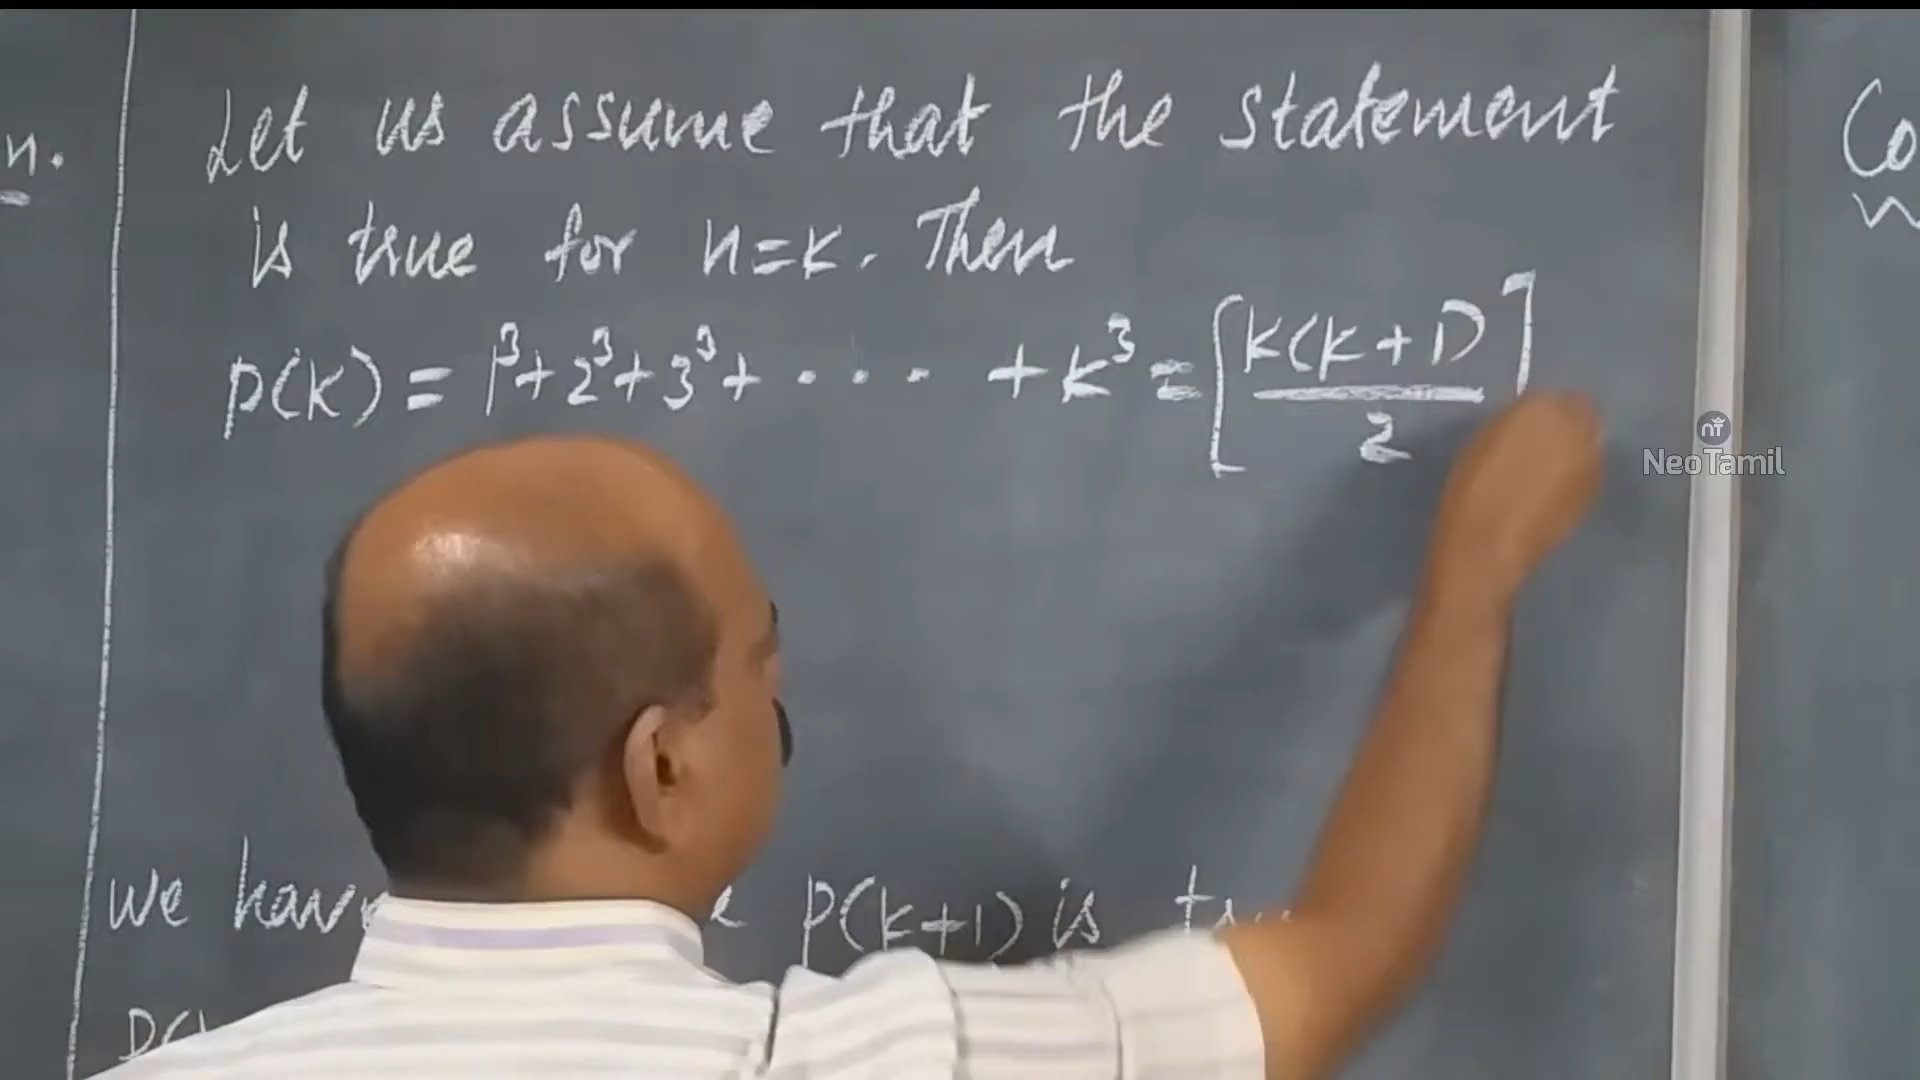 n.
Let us assume that the statement
is true for n=k. Then
P(k) = 1³+2³+3³+ · · · +k³ = [k(k+1)/2]
we have P(k+1) is
Co
NeoTamil